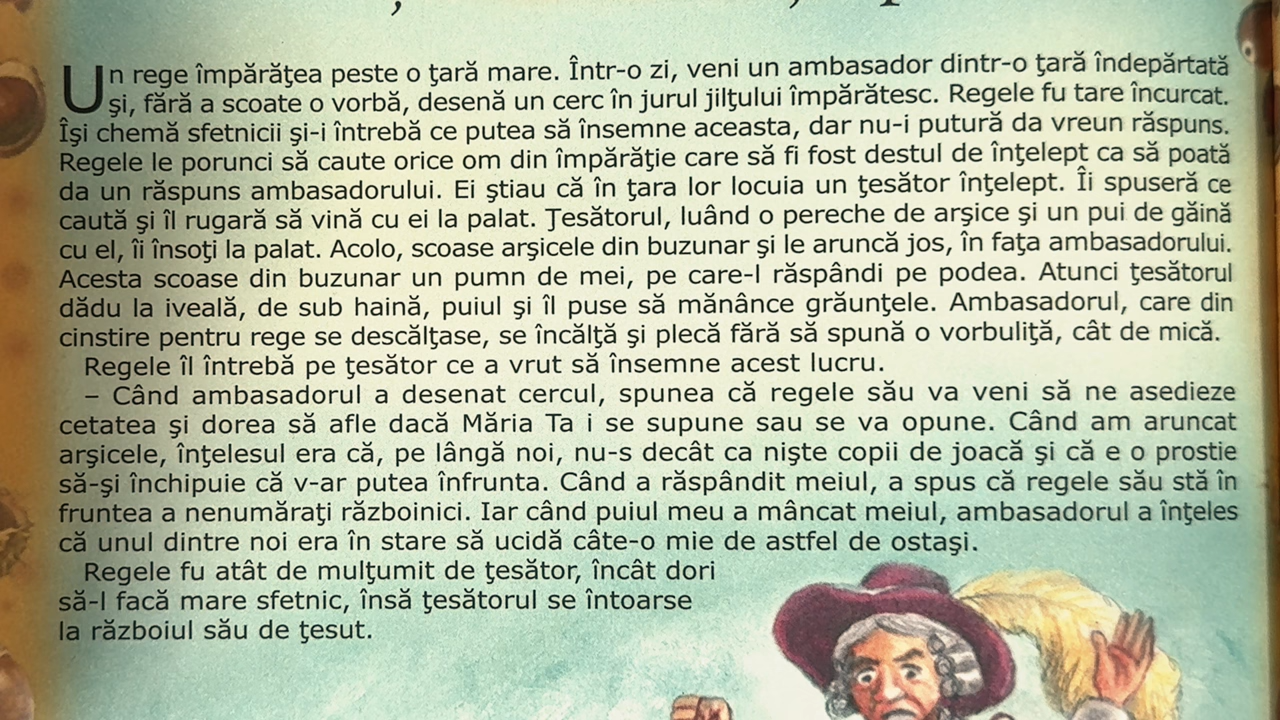 Un rege împărăţea peste o ţară mare. Într-o zi, veni un ambasador dintr-o ţară îndepărtată
şi, fără a scoate o vorbă, desenă un cerc în jurul jilţului împărătesc. Regele fu tare încurcat.
Îşi chemă sfetnicii şi-i întrebă ce putea să însemne aceasta, dar nu-i putură da vreun răspuns.
Regele le porunci să caute orice om din împărăţie care să fi fost destul de înţelept ca să poată
da un răspuns ambasadorului. Ei ştiau că în ţara lor locuia un ţesător înţelept. Îi spuseră ce
caută şi îl rugară să vină cu ei la palat. Ţesătorul, luând o pereche de arşice şi un pui de găină
cu el, îi însoţi la palat. Acolo, scoase arşicele din buzunar şi le aruncă jos, în faţa ambasadorului.
Acesta scoase din buzunar un pumn de mei, pe care-l răspândi pe podea. Atunci ţesătorul
dădu la iveală, de sub haină, puiul şi îl puse să mănânce grăunţele. Ambasadorul, care din
cinstire pentru rege se descălţase, se încălţă şi plecă fără să spună o vorbuliţă, cât de mică.
Regele îl întrebă pe ţesător ce a vrut să însemne acest lucru.
– Când ambasadorul a desenat cercul, spunea că regele său va veni să ne asedieze
cetatea şi dorea să afle dacă Măria Ta i se supune sau se va opune. Când am aruncat
arşicele, înţelesul era că, pe lângă noi, nu-s decât ca nişte copii de joacă şi că e o prostie
să-şi închipuie că v-ar putea înfrunta. Când a răspândit meiul, a spus că regele său stă în
fruntea a nenumăraţi războinici. Iar când puiul meu a mâncat meiul, ambasadorul a înţeles
că unul dintre noi era în stare să ucidă câte-o mie de astfel de ostaşi.
Regele fu atât de mulţumit de ţesător, încât dori
să-l facă mare sfetnic, însă ţesătorul se întoarse
la războiul său de ţesut.